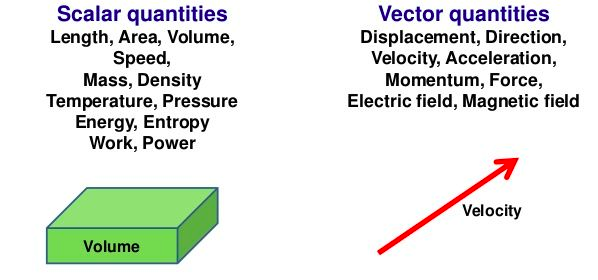 Scalar quantities
Length, Area, Volume,
Speed,
Mass, Density
Temperature, Pressure
Energy, Entropy
Work, Power
Volume
Vector quantities
Displacement, Direction,
Velocity, Acceleration,
Momentum, Force,
Electric field, Magnetic field
Velocity